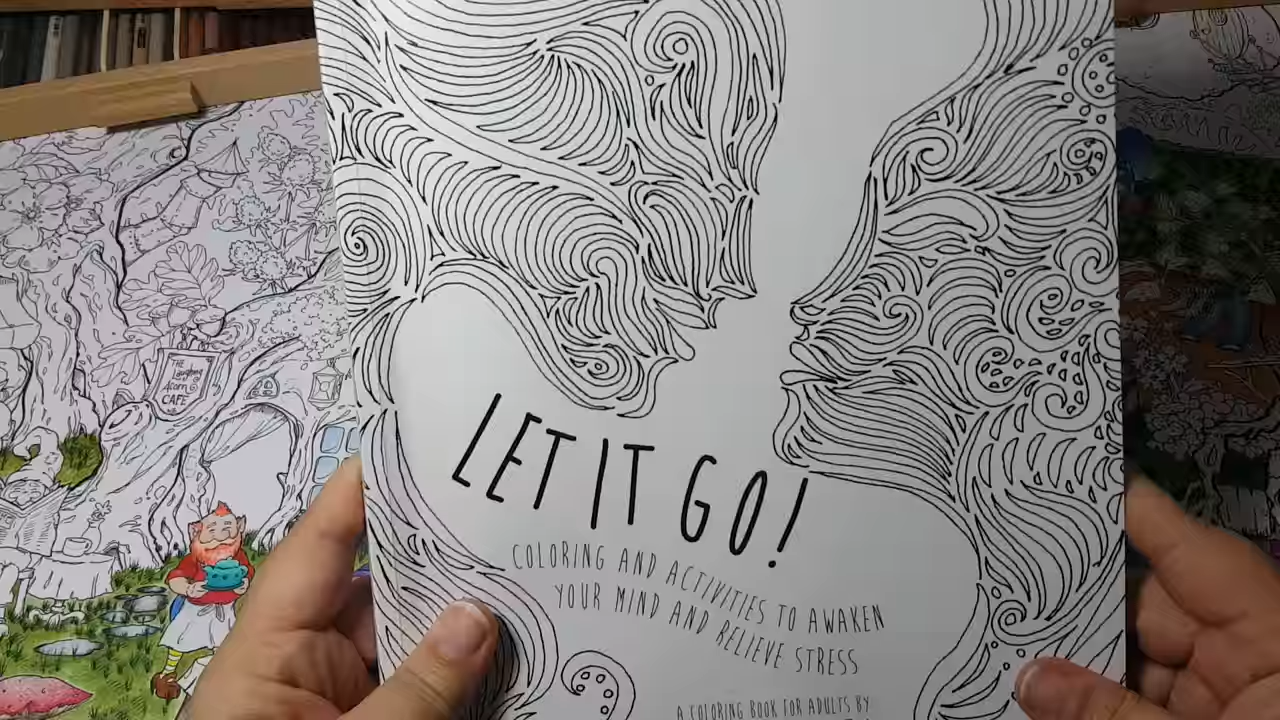 THE
Laughing
Acorn
CAFE
LET IT GO!
COLORING AND ACTIVITIES TO AWAKEN
YOUR MIND AND RELIEVE STRESS
A COLORING BOOK FOR ADULTS BY